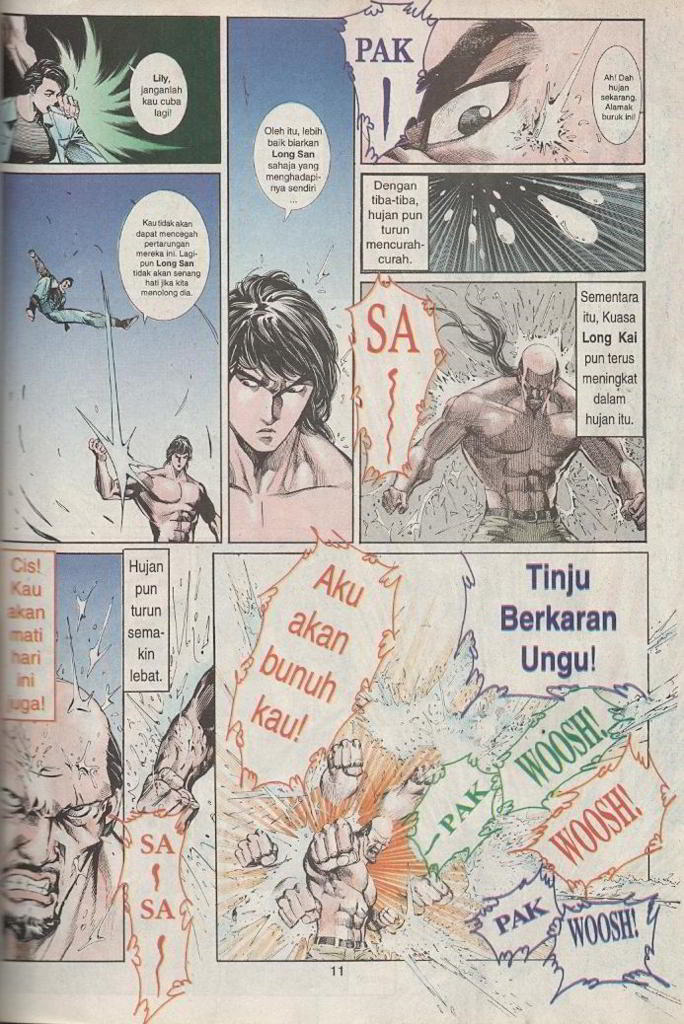 Lily,
janganlah
kau cuba
lagi!
Kau tidak akan
dapat mencegah
pertarungan
mereka ini. Lagi-
pun Long San
tidak akan senang
hati jika kita
menolong dia.
Oleh itu, lebih
baik biarkan
Long San
sahaja yang
menghadapi-
nya sendiri
...
PAK
Ah! Dah
hujan
sekarang.
Alamak
buruk ini!
Dengan
tiba-tiba,
hujan pun
turun
mencurah-
curah.
SA
Sementara
itu, Kuasa
Long Kai
pun terus
meningkat
dalam
hujan itu.
Cis!
Kau
akan
mati
hari
ini
juga!
Hujan
pun
turun
sema-
kin
lebat.
SA
SA
Aku
akan
bunuh
kau!
Tinju
Berkaran
Ungu!
WOOSH!
PAK
WOOSH!
PAK
WOOSH!
11